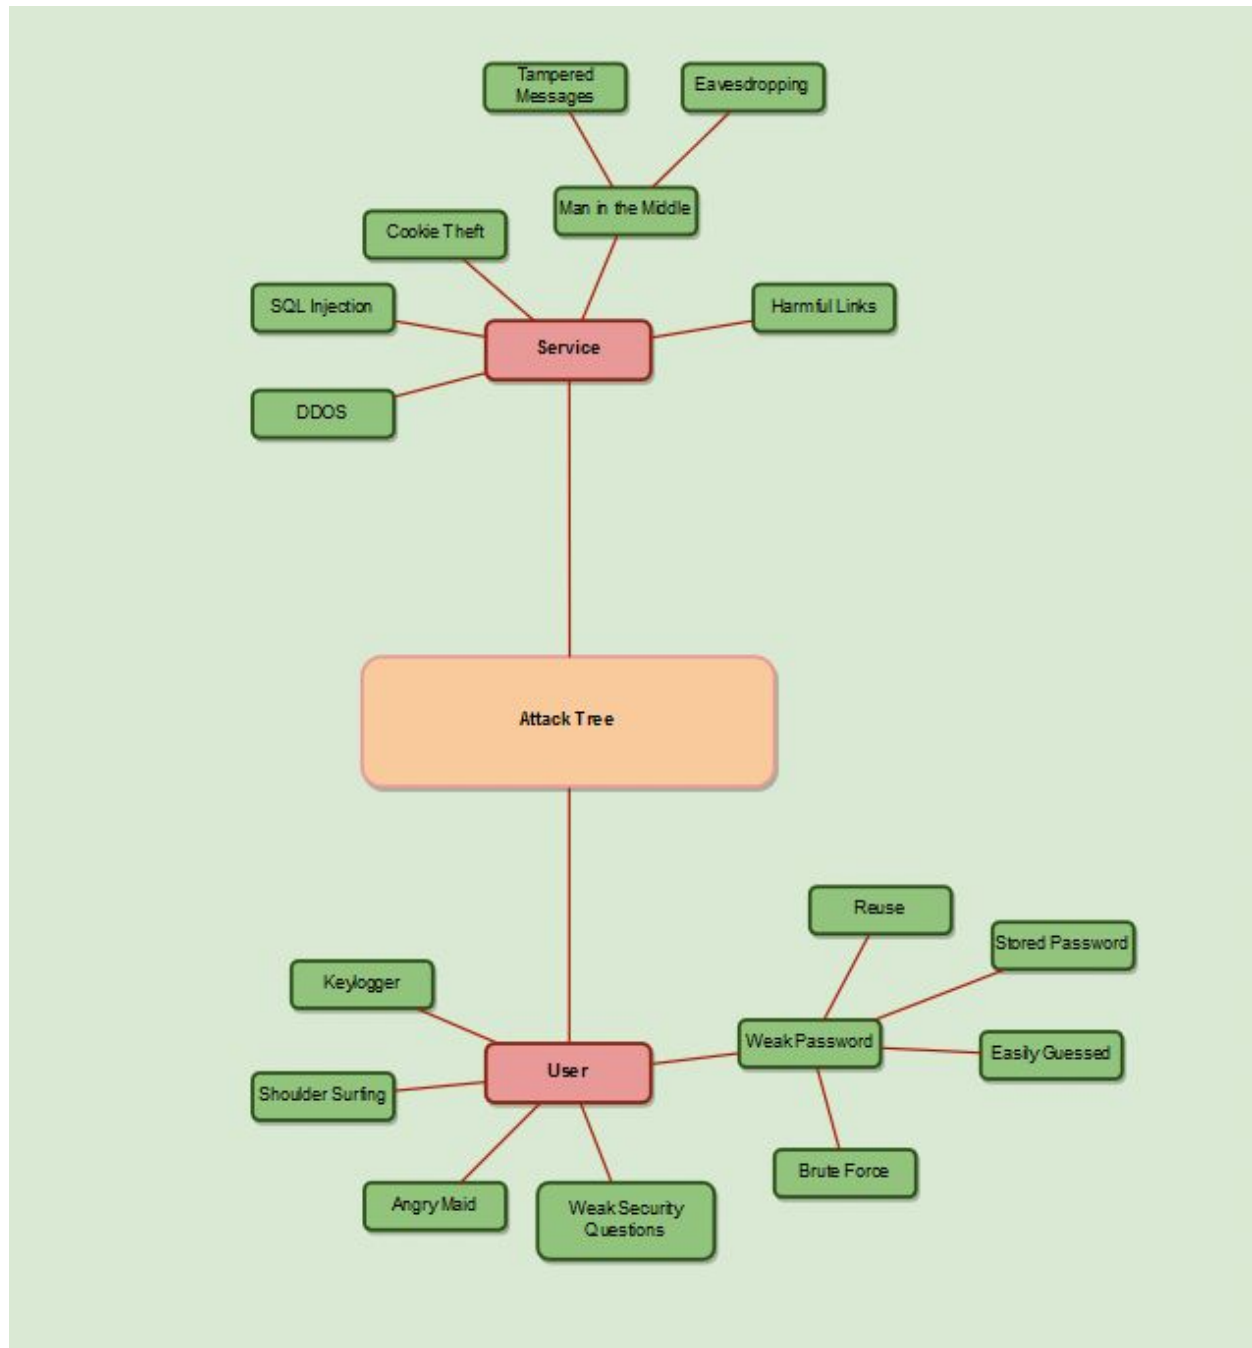 Tampered
Messages
Eavesdropping
Man in the Middle
Cookie Theft
SQL Injection
Harmful Links
Service
DDOS
Attack Tree
Reuse
Stored Password
Keylogger
Weak Password
Easily Guessed
User
Shoulder Surfing
Brute Force
Angry Maid
Weak Security
Questions